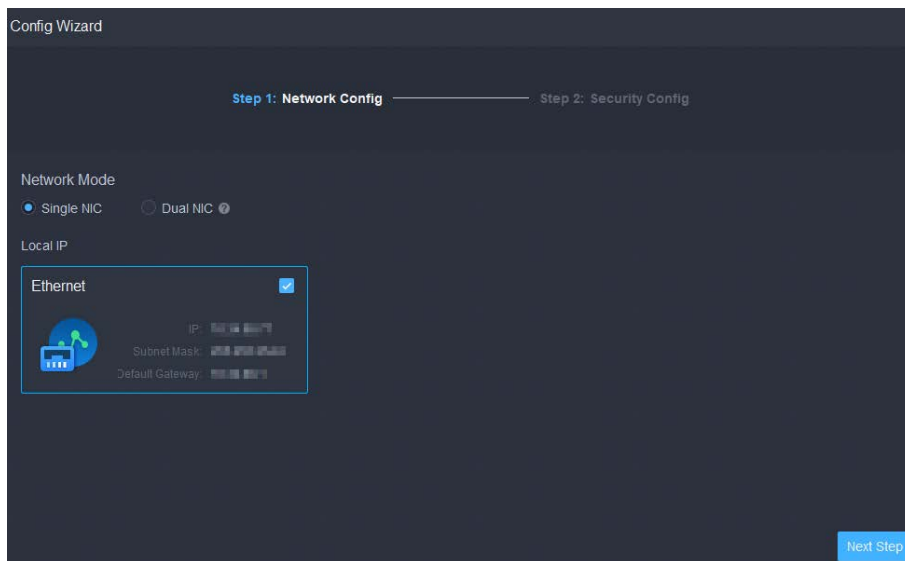 Config Wizard
Step 1: Network Config
Step 2: Security Config
Network Mode
Single NIC
Dual NIC
Local IP
Ethernet
IP:
Subnet Mask:
Default Gateway:
Next Step